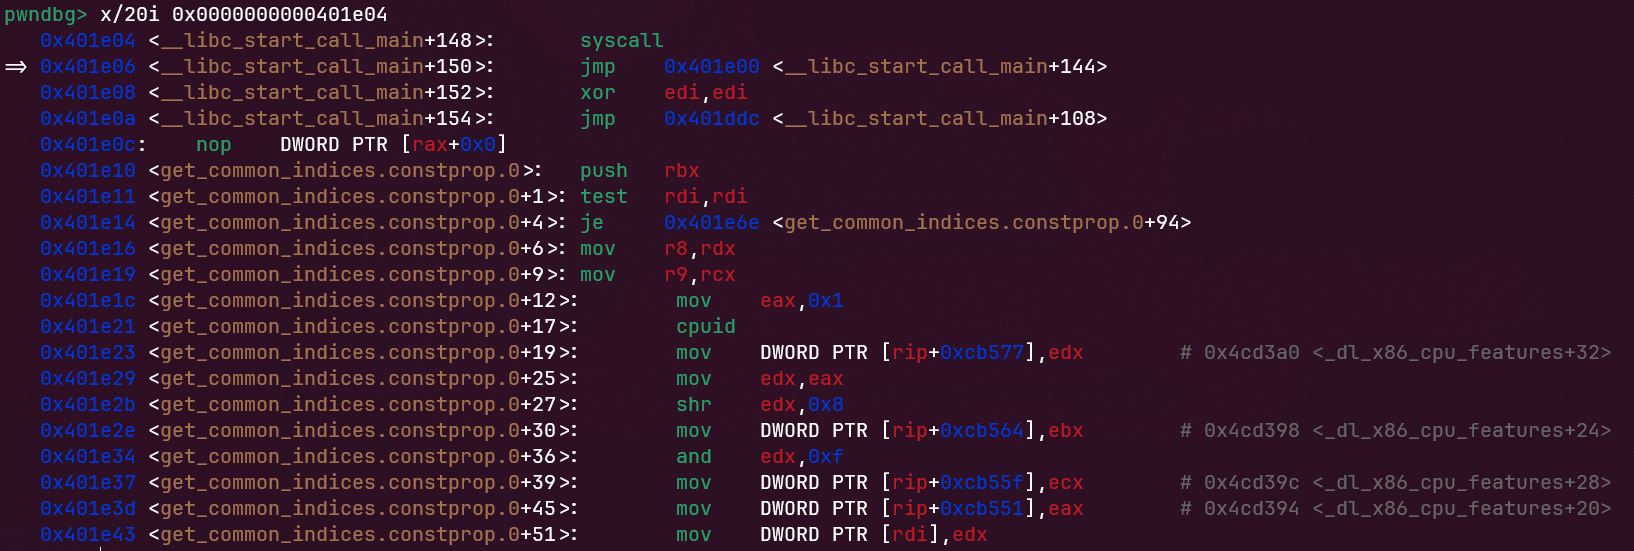 pwndbg> x/20i 0x0000000000401e04
0x401e04 <__libc_start_call_main+148>: syscall
=> 0x401e06 <__libc_start_call_main+150>: jmp 0x401e00 <__libc_start_call_main+144>
0x401e08 <__libc_start_call_main+152>: xor edi,edi
0x401e0a <__libc_start_call_main+154>: jmp 0x401ddc <__libc_start_call_main+108>
0x401e0c: nop DWORD PTR [rax+0x0]
0x401e10 <get_common_indices.constprop.0>: push rbx
0x401e11 <get_common_indices.constprop.0+1>: test rdi,rdi
0x401e14 <get_common_indices.constprop.0+4>: je 0x401e6e <get_common_indices.constprop.0+94>
0x401e16 <get_common_indices.constprop.0+6>: mov r8,rdx
0x401e19 <get_common_indices.constprop.0+9>: mov r9,rcx
0x401e1c <get_common_indices.constprop.0+12>: mov eax,0x1
0x401e21 <get_common_indices.constprop.0+17>: cpuid
0x401e23 <get_common_indices.constprop.0+19>: mov DWORD PTR [rip+0xcb577],edx # 0x4cd3a0 <_dl_x86_cpu_features+32>
0x401e29 <get_common_indices.constprop.0+25>: mov edx,eax
0x401e2b <get_common_indices.constprop.0+27>: shr edx,0x8
0x401e2e <get_common_indices.constprop.0+30>: mov DWORD PTR [rip+0xcb564],ebx # 0x4cd398 <_dl_x86_cpu_features+24>
0x401e34 <get_common_indices.constprop.0+36>: and edx,0xf
0x401e37 <get_common_indices.constprop.0+39>: mov DWORD PTR [rip+0xcb55f],ecx # 0x4cd39c <_dl_x86_cpu_features+28>
0x401e3d <get_common_indices.constprop.0+45>: mov DWORD PTR [rip+0xcb551],eax # 0x4cd394 <_dl_x86_cpu_features+20>
0x401e43 <get_common_indices.constprop.0+51>: mov DWORD PTR [rdi],edx